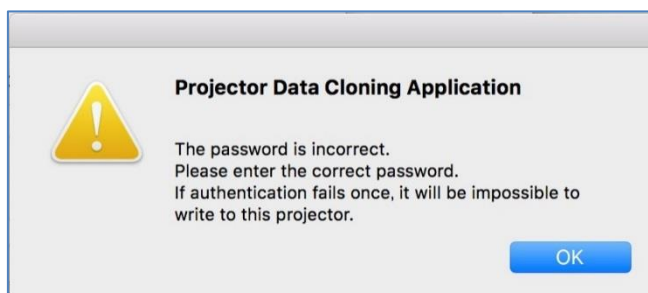 Projector Data Cloning Application
The password is incorrect.
Please enter the correct password.
If authentication fails once, it will be impossible to
write to this projector.
OK